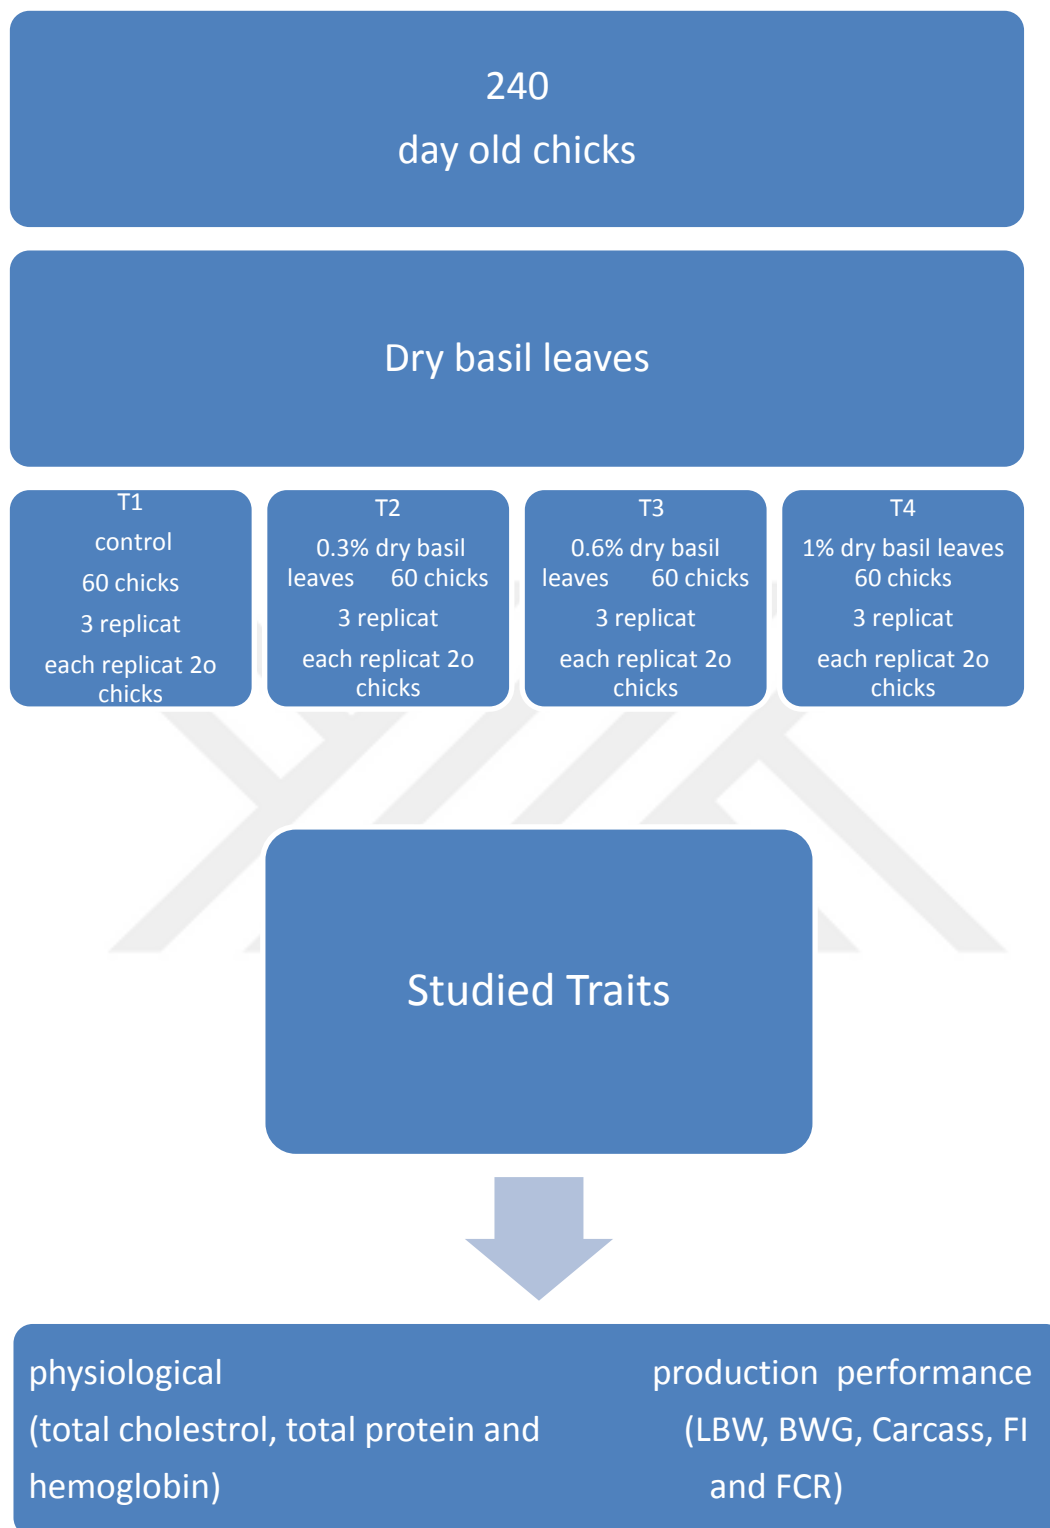 240
day old chicks
Dry basil leaves
T1
control
60 chicks
3 replicat
each replicat 2o
chicks
T2
0.3% dry basil
leaves 60 chicks
3 replicat
each replicat 2o
chicks
T3
0.6% dry basil
leaves 60 chicks
3 replicat
each replicat 2o
chicks
T4
1% dry basil leaves
60 chicks
3 replicat
each replicat 2o
chicks
Studied Traits
physiological
(total cholestrol, total protein and
hemoglobin)
production performance
(LBW, BWG, Carcass, FI
and FCR)